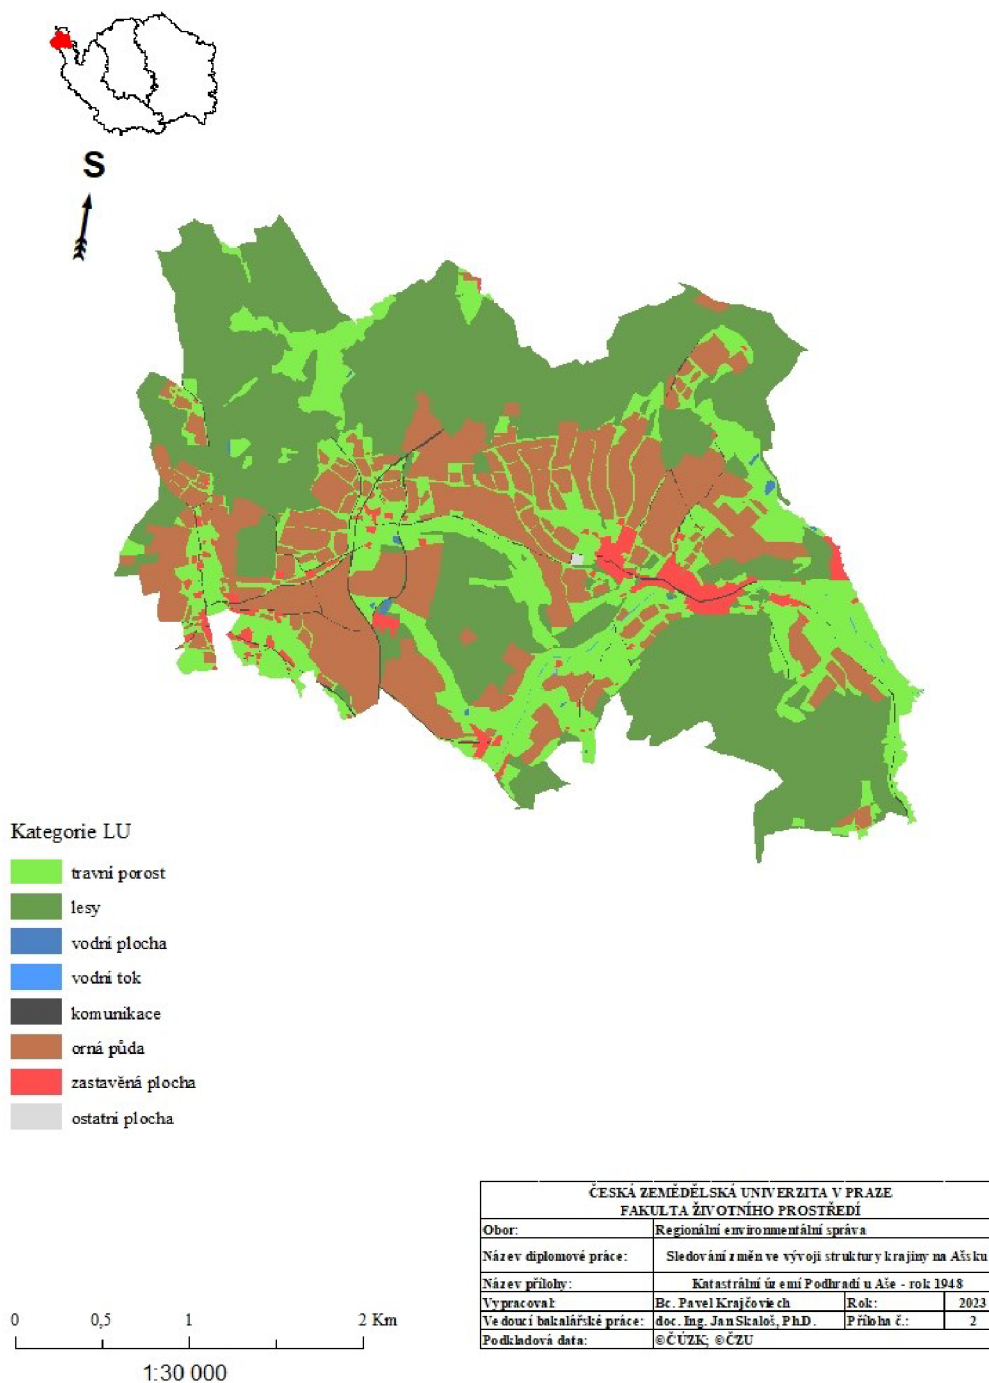 S
Kategorie LU
travní porost
lesy
vodní plocha
vodní tok
komunikace
orná půda
zastavěná plocha
ostatní plocha
ČESKÁ ZEMĚDĚLSKÁ UNIVERZITA V PRAZE
FAKULTA ŽIVOTNÍHO PROSTŘEDÍ
Obor: Regionální environmentální správa
Název diplomové práce: Sledování změn ve vývoji struktury krajiny na Ašsku
Název přílohy: Katastrální území Podhradí u Aše - rok 1948
Vypracoval: Bc. Pavel Krajčoviech Rok: 2023
Vedoucí bakalářské práce: doc. Ing. Jan Skaloš, Ph.D. Příloha č.: 2
Podkladová data: ©ČÚZK; ©ČZU
0 0,5 1 2 Km
1:30 000